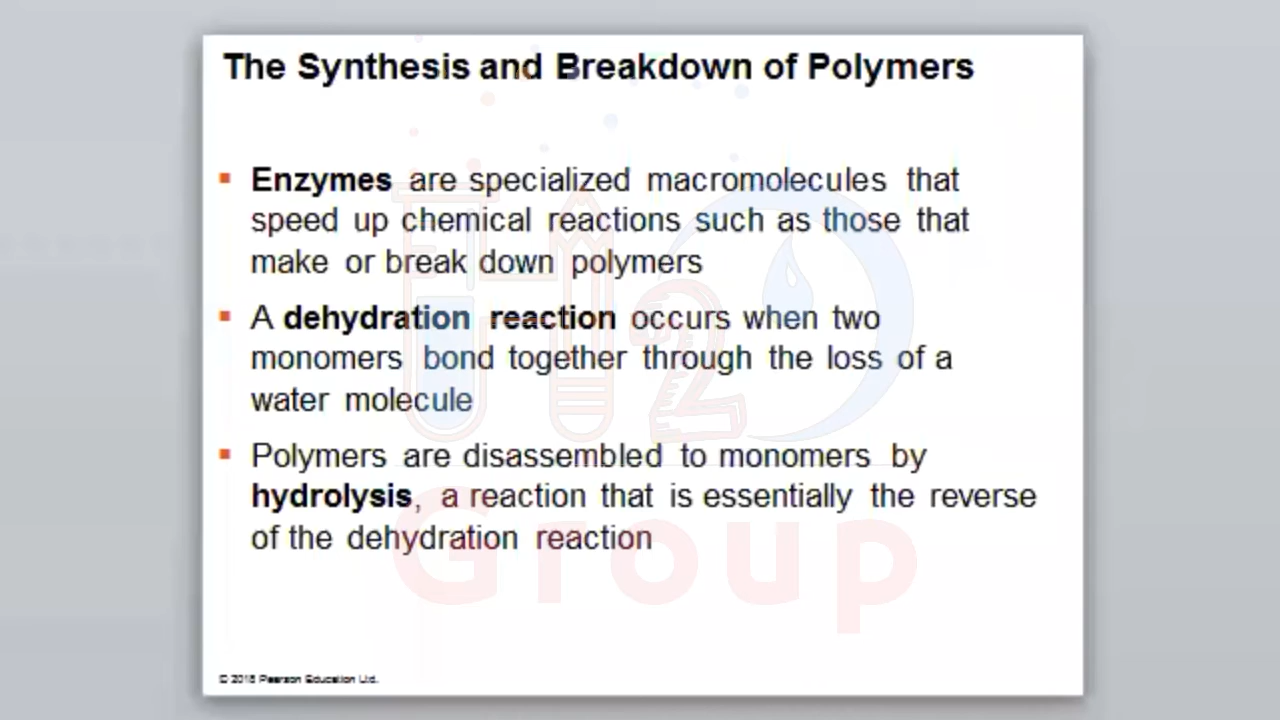 The Synthesis and Breakdown of Polymers
▪ Enzymes are specialized macromolecules that
speed up chemical reactions such as those that
make or break down polymers
▪ A dehydration reaction occurs when two
monomers bond together through the loss of a
water molecule
▪ Polymers are disassembled to monomers by
hydrolysis, a reaction that is essentially the reverse
of the dehydration reaction
H2O
Group
© 2018 Pearson Education Ltd.